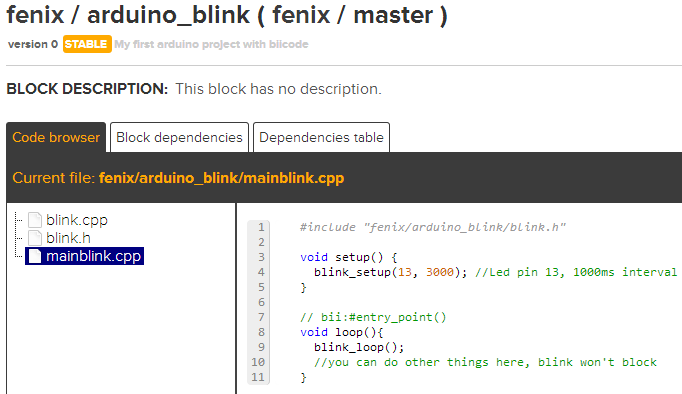 fenix / arduino_blink ( fenix / master )
version 0 STABLE My first arduino project with biicode
BLOCK DESCRIPTION: This block has no description.
Code browser Block dependencies Dependencies table
Current file: fenix/arduino_blink/mainblink.cpp
blink.cpp
blink.h
mainblink.cpp
1 #include "fenix/arduino_blink/blink.h"
2
3 void setup() {
4 blink_setup(13, 3000); //Led pin 13, 1000ms interval
5 }
6
7 // bii:#entry_point()
8 void loop(){
9 blink_loop();
10 //you can do other things here, blink won't block
11 }